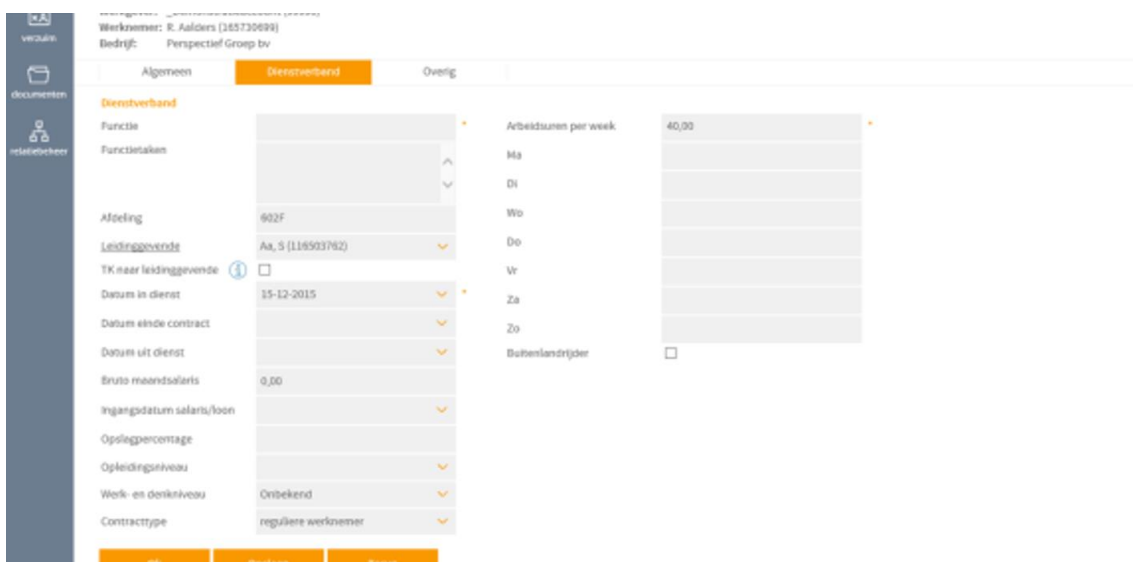 verzuim
documenten
relatiebeheer
Werknemer: R. Aalders (165730699)
Bedrijf: Perspectief Groep bv
Algemeen Dienstverband Overig
Dienstverband
Functie *
Functietaken
Afdeling 602F
Leidinggevende Aa, S (116503762)
TK naar leidinggevende
Datum in dienst 15-12-2015 *
Datum einde contract
Datum uit dienst
Bruto maandsalaris 0,00
Ingangsdatum salaris/loon
Opslagpercentage
Opleidingsniveau
Werk- en denkniveau Onbekend
Contracttype reguliere werknemer
Arbeidsuren per week 40,00 *
Ma
Di
Wo
Do
Vr
Za
Zo
Buitenlandrijder